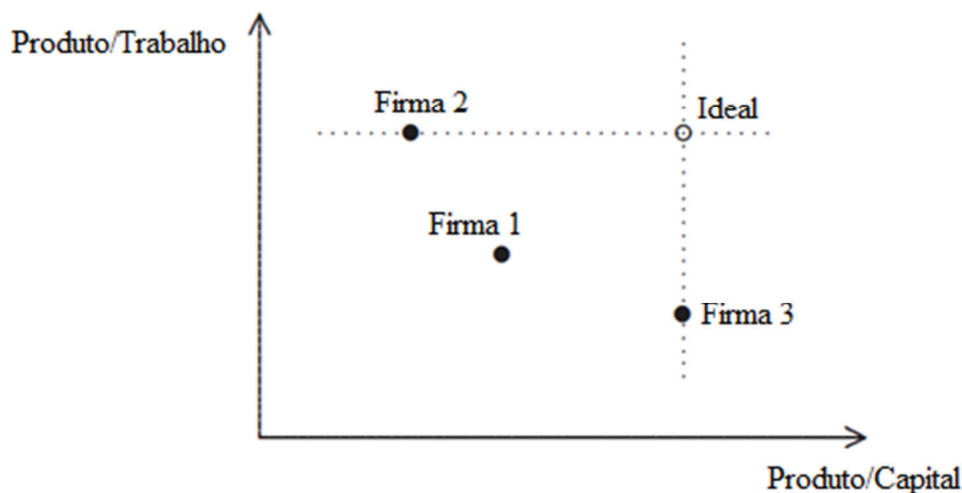 Produto/Trabalho
Firma 2
Ideal
Firma 1
Firma 3
Produto/Capital